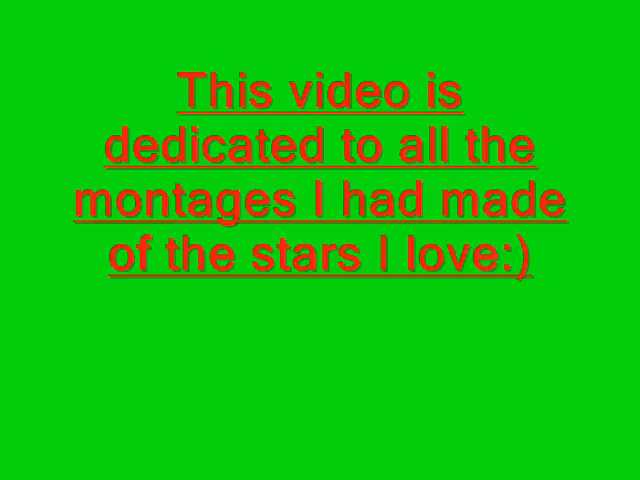 This video is
dedicated to all the
montages I had made
of the stars I love:)